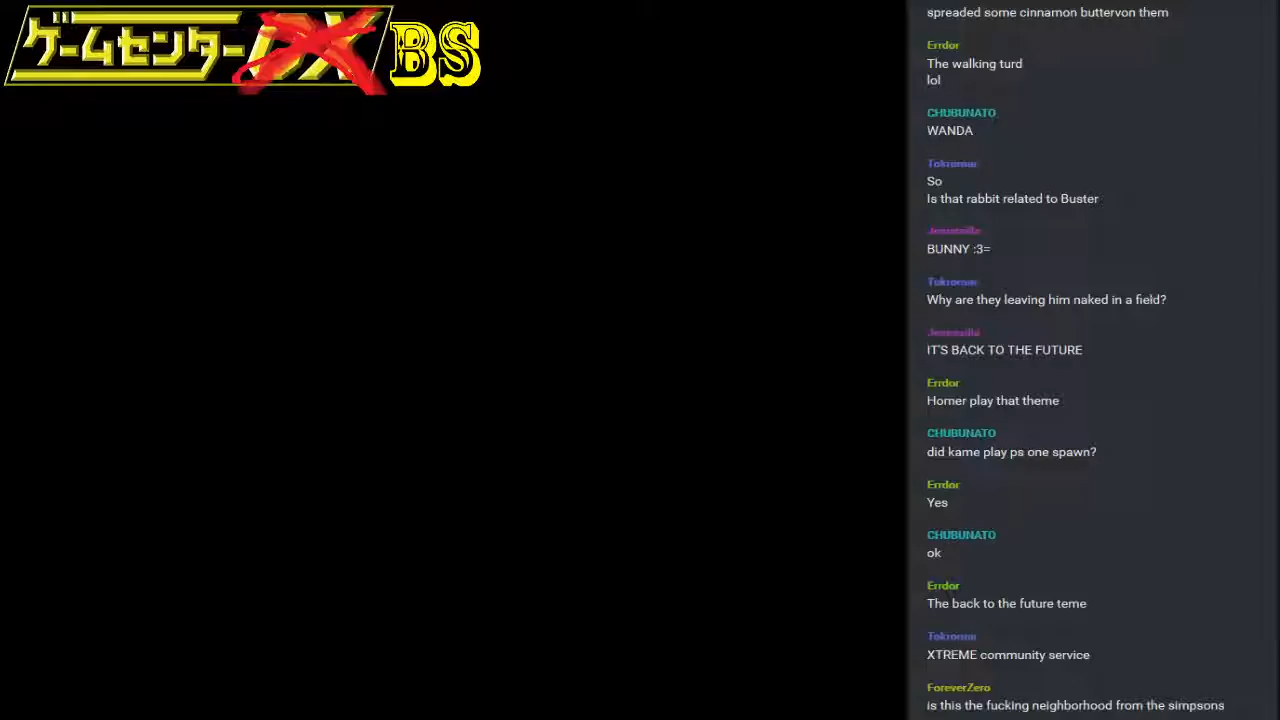 ゲームセンターDX BS
spreaded some cinnamon buttervon them
Errdor
The walking turd
lol
CHUBUNATO
WANDA
So
Is that rabbit related to Buster
BUNNY :3=
Why are they leaving him naked in a field?
IT'S BACK TO THE FUTURE
Errdor
Homer play that theme
CHUBUNATO
did kame play ps one spawn?
Errdor
Yes
CHUBUNATO
ok
Errdor
The back to the future teme
XTREME community service
ForeverZero
is this the fucking neighborhood from the simpsons